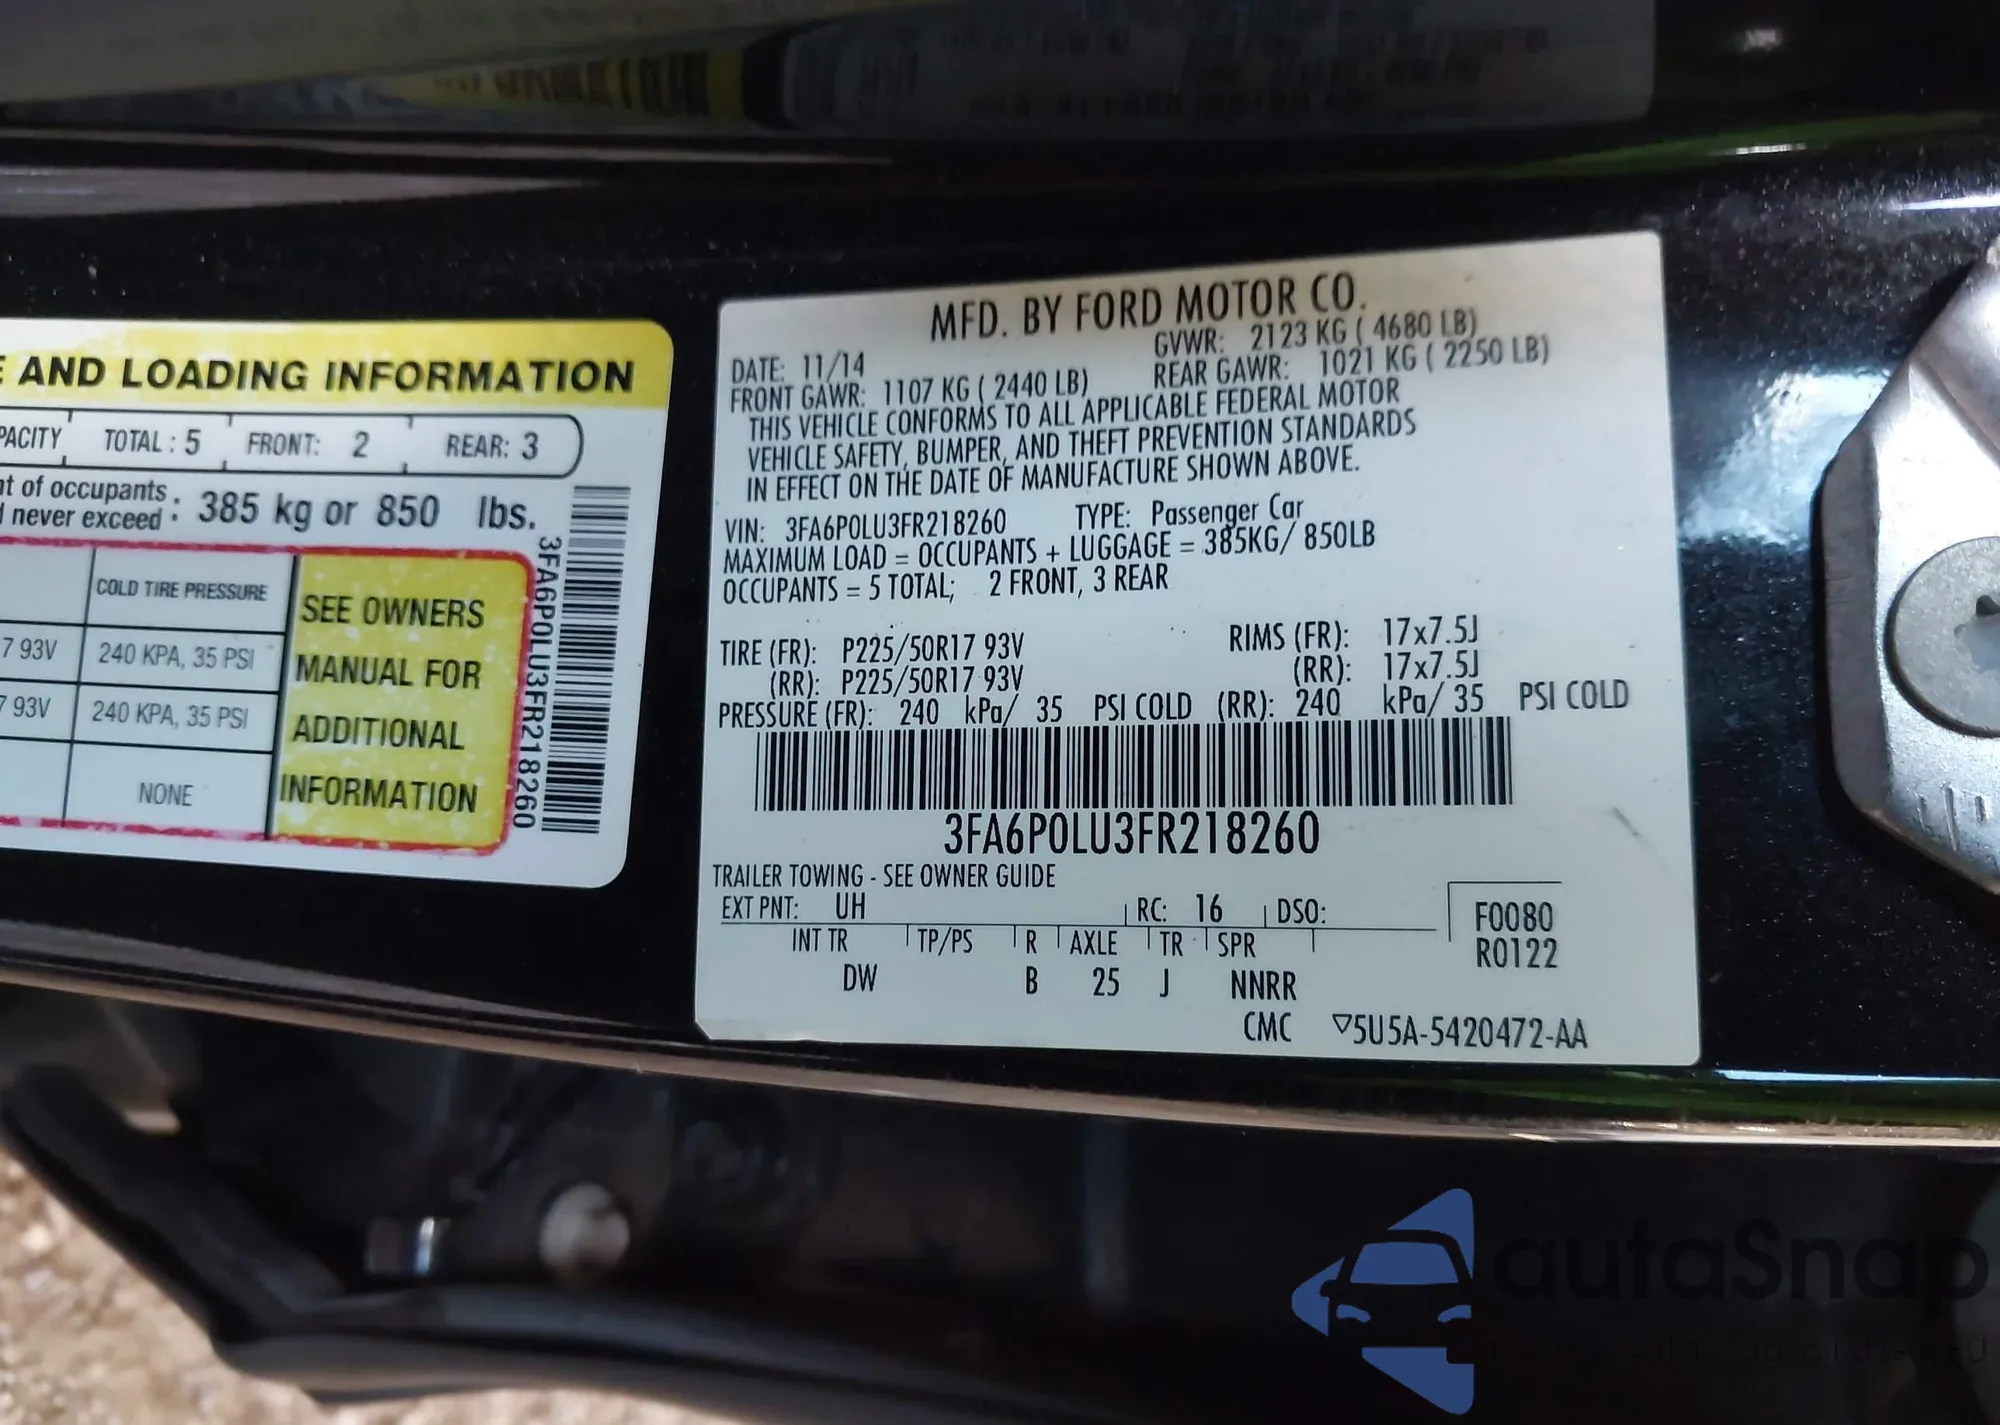 AND LOADING INFORMATION
TOTAL : 5 FRONT: 2 REAR: 3
of occupants
never exceed : 385 kg or 850 lbs.
COLD TIRE PRESSURE
7 93V 240 KPA, 35 PSI
7 93V 240 KPA, 35 PSI
NONE
SEE OWNERS
MANUAL FOR
ADDITIONAL
INFORMATION
3FA6P0LU3FR218260
MFD. BY FORD MOTOR CO.
DATE: 11/14 GVWR: 2123 KG ( 4680 LB)
FRONT GAWR: 1107 KG ( 2440 LB) REAR GAWR: 1021 KG ( 2250 LB)
THIS VEHICLE CONFORMS TO ALL APPLICABLE FEDERAL MOTOR
VEHICLE SAFETY, BUMPER, AND THEFT PREVENTION STANDARDS
IN EFFECT ON THE DATE OF MANUFACTURE SHOWN ABOVE.
VIN: 3FA6P0LU3FR218260 TYPE: Passenger Car
MAXIMUM LOAD = OCCUPANTS + LUGGAGE = 385KG/ 850LB
OCCUPANTS = 5 TOTAL; 2 FRONT, 3 REAR
TIRE (FR): P225/50R17 93V RIMS (FR): 17x7.5J
(RR): P225/50R17 93V (RR): 17x7.5J
PRESSURE (FR): 240 kPa/ 35 PSI COLD (RR): 240 kPa/ 35 PSI COLD
3FA6P0LU3FR218260
TRAILER TOWING - SEE OWNER GUIDE
EXT PNT: UH RC: 16 DSO: F0080
R0122
INT TR TP/PS R AXLE TR SPR
DW B 25 J NNRR
CMC ▽5U5A-5420472-AA
autoSnap